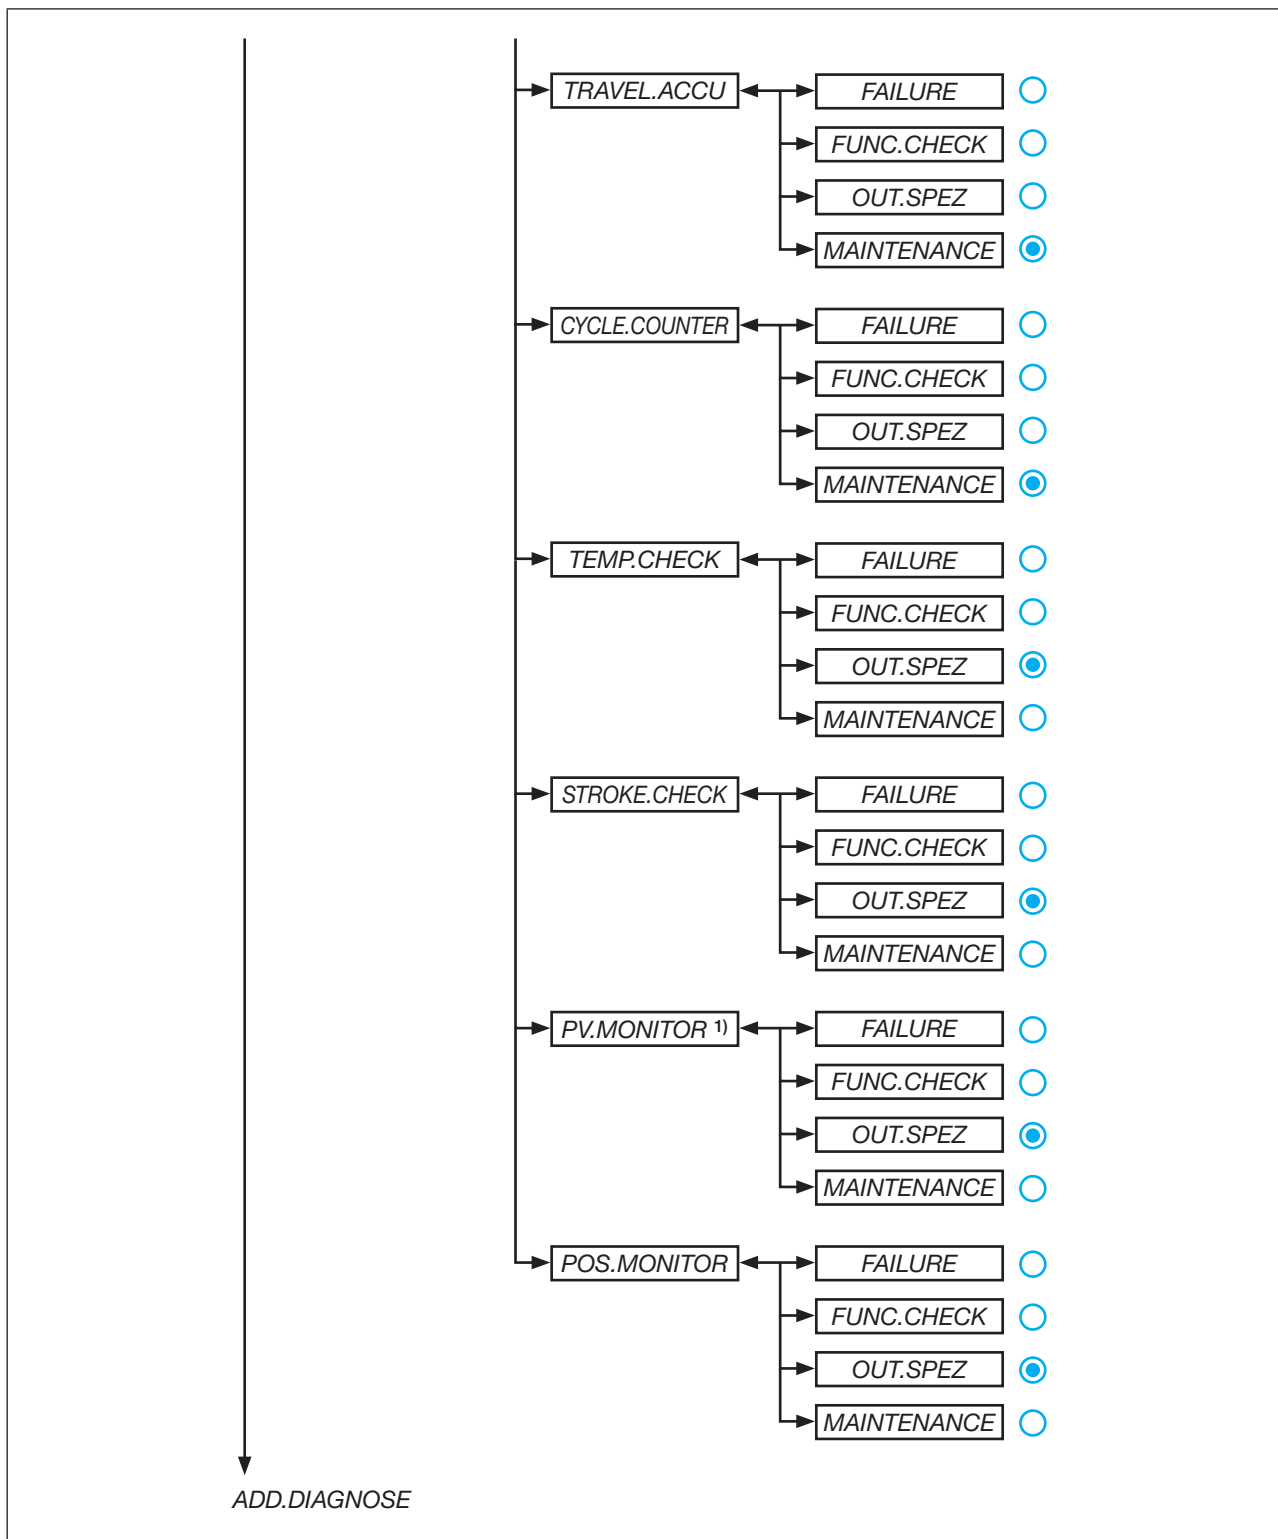 TRAVEL.ACCU
FAILURE
FUNC.CHECK
OUT.SPEZ
MAINTENANCE
CYCLE.COUNTER
FAILURE
FUNC.CHECK
OUT.SPEZ
MAINTENANCE
TEMP.CHECK
FAILURE
FUNC.CHECK
OUT.SPEZ
MAINTENANCE
STROKE.CHECK
FAILURE
FUNC.CHECK
OUT.SPEZ
MAINTENANCE
PV.MONITOR 1)
FAILURE
FUNC.CHECK
OUT.SPEZ
MAINTENANCE
POS.MONITOR
FAILURE
FUNC.CHECK
OUT.SPEZ
MAINTENANCE
ADD.DIAGNOSE